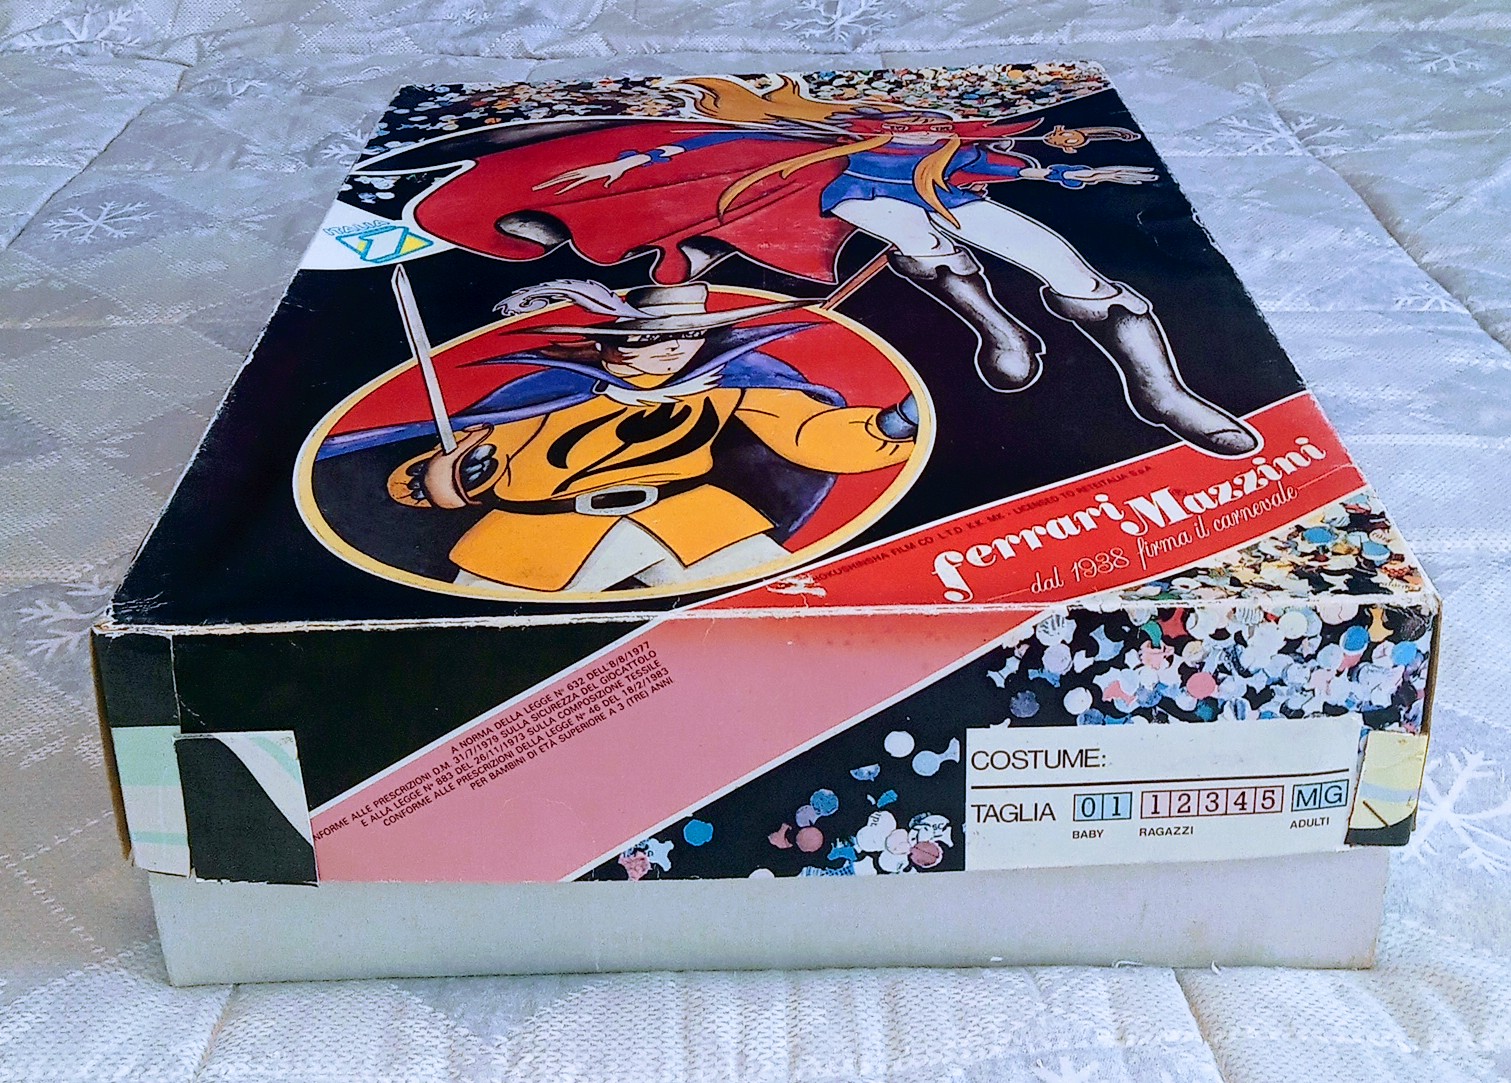 ITALIA
1
HOKUSHINSHA FILM CO L.T.D. K.K. MK - LICENSED TO RETEITALIA S.p.A
ferrari Mazzini
dal 1938 firma il carnevale
A NORMA DELLA LEGGE N° 632 DELL'8/8/1977
ALLE PRESCRIZIONI D.M. 31/7/1979 SULLA SICUREZZA DEL GIOCATTOLO
E ALLA LEGGE N° 883 DEL 26/11/1973 SULLA COMPOSIZIONE TESSILE
CONFORME ALLE PRESCRIZIONI DELLA LEGGE N° 46 DEL 18/2/1983
PER BAMBINI DI ETÀ SUPERIORE A 3 (TRE) ANNI.
COSTUME:
TAGLIA 0 1 1 2 3 4 5 M G
BABY RAGAZZI ADULTI